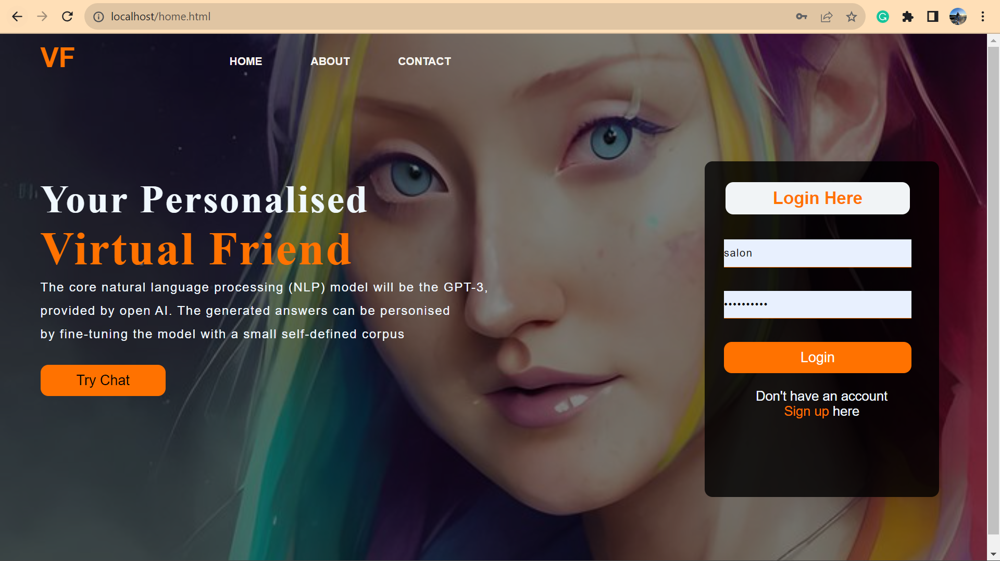 localhost/home.html
VF
HOME ABOUT CONTACT
Your Personalised
Virtual Friend
The core natural language processing (NLP) model will be the GPT-3,
provided by open AI. The generated answers can be personised
by fine-tuning the model with a small self-defined corpus
Try Chat
Login Here
salon
••••••••••
Login
Don't have an account
Sign up here